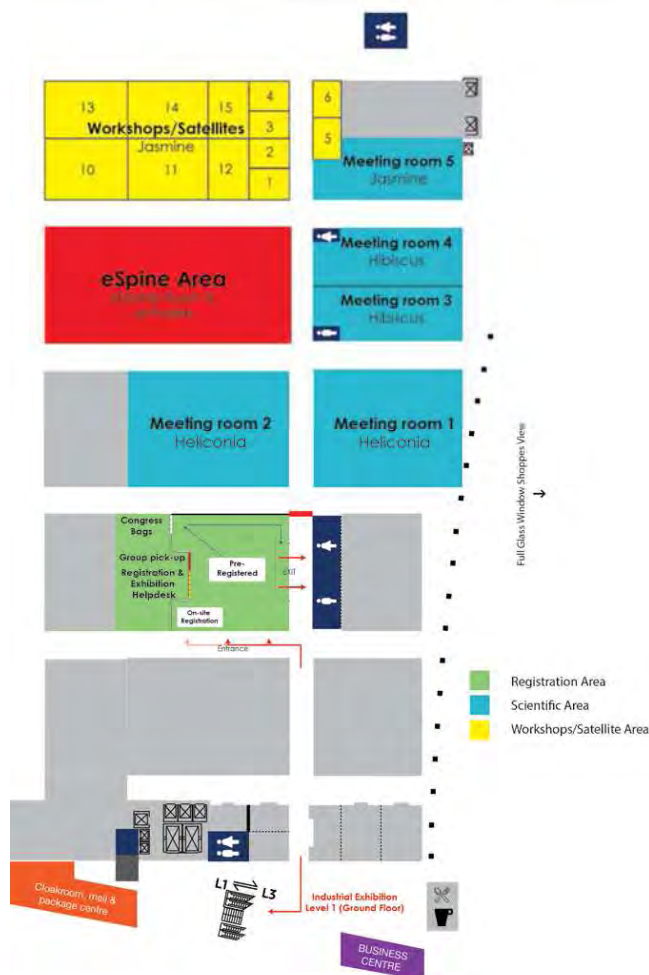 13
14
15
4
6
3
Workshops/Satellites
5
Jasmine
2
10
11
12
1
Meeting room 5
Jasmine
Meeting room 4
Hibiscus
eSpine Area
Meeting room 3
Hibiscus
Meeting room 2
Heliconia
Meeting room 1
Heliconia
Full Glass Window Shoppes View
Congress
Bags
Group pick-up
Registration &
Exhibition
Helpdesk
Pre-
Registered
EXIT
On-site
Registration
Entrance
Registration Area
Scientific Area
Workshops/Satellite Area
Cloakroom, mail &
package centre
L1
L3
Industrial Exhibition
Level 1 (Ground Floor)
BUSINESS
CENTRE